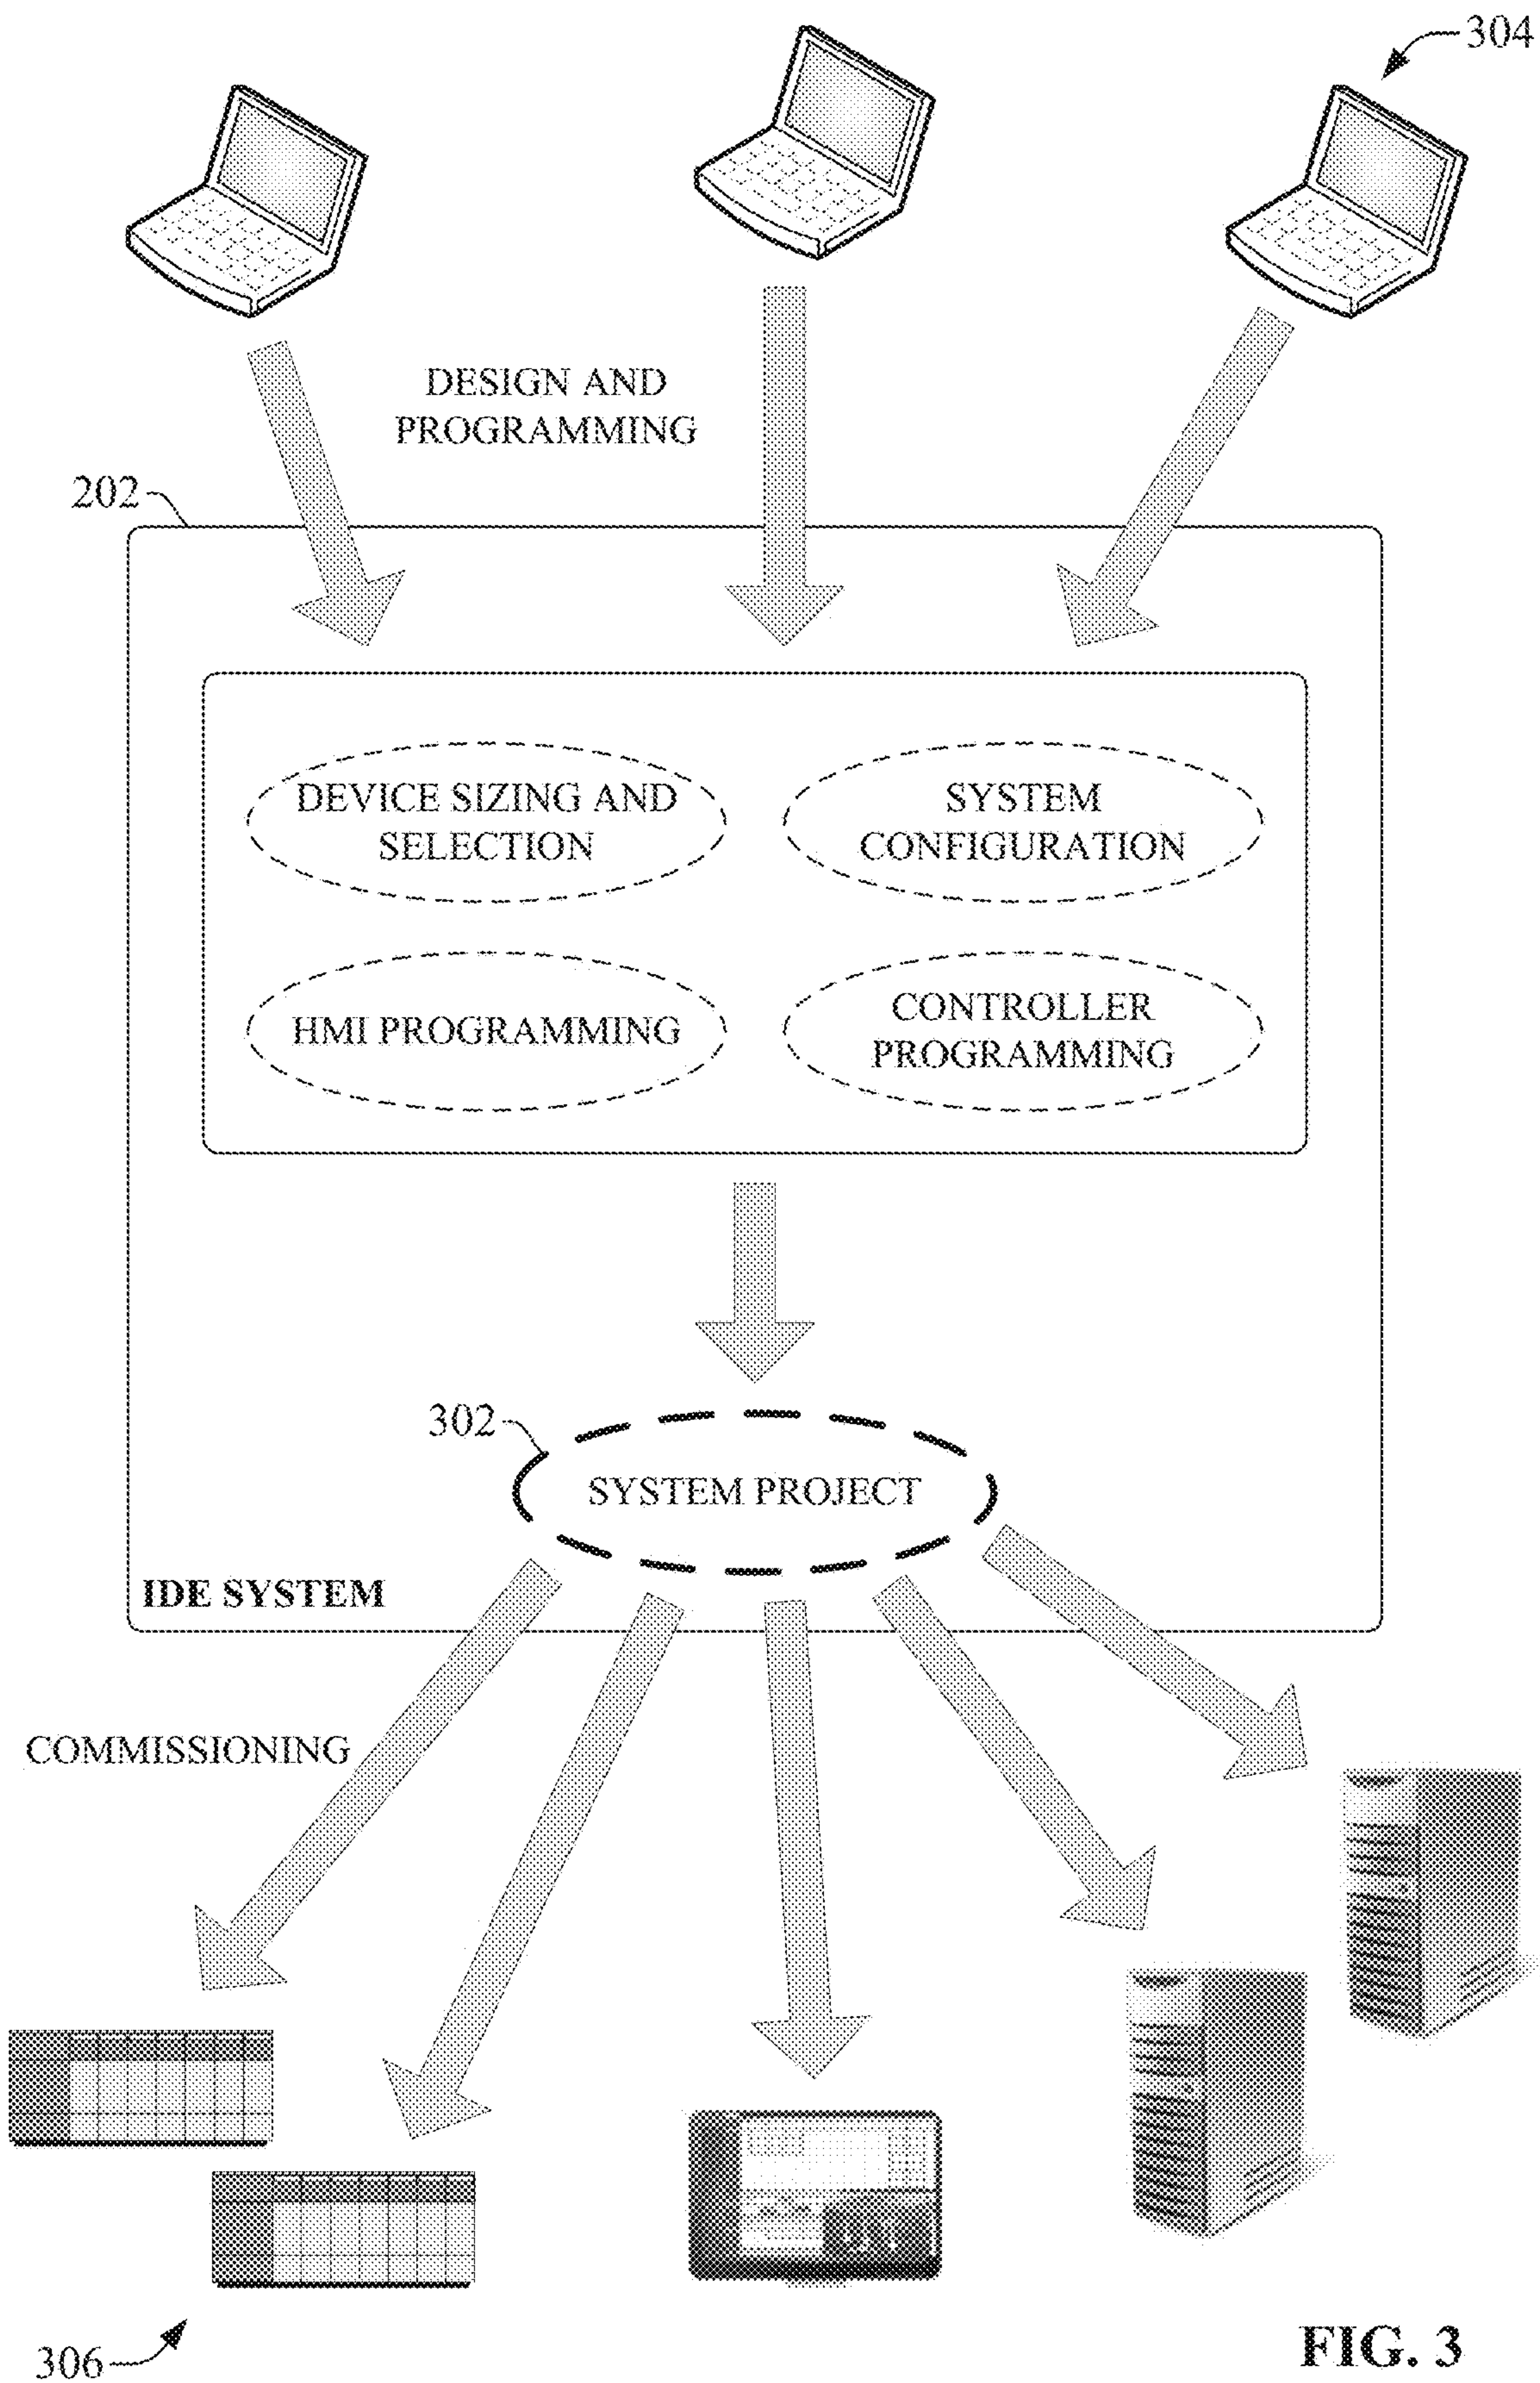 304
DESIGN AND
PROGRAMMING
202
DEVICE SIZING AND
SELECTION
SYSTEM
CONFIGURATION
HMI PROGRAMMING
CONTROLLER
PROGRAMMING
302
SYSTEM PROJECT
IDE SYSTEM
COMMISSIONING
306
FIG. 3